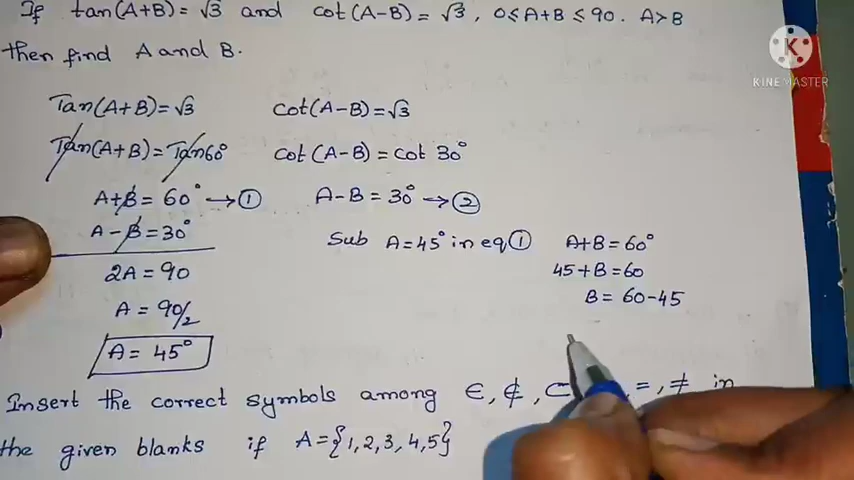 If tan(A+B) = √3 and cot(A-B) = √3, 0≤A+B ≤ 90. A>B
then find A and B.
Tan(A+B) = √3
Tan(A+B) = Tan60°
A+B = 60° → ①
A - B = 30°
2A = 90
A = 90/2
A = 45°
cot(A-B) = √3
cot(A-B) = cot 30°
A-B = 30° → ②
Sub A=45° in eq ①
A+B = 60°
45+B = 60
B = 60-45
Insert the correct symbols among ∈, ∉, ⊂ =, ≠ in
the given blanks if A = {1,2,3,4,5}
K
KINEMASTER